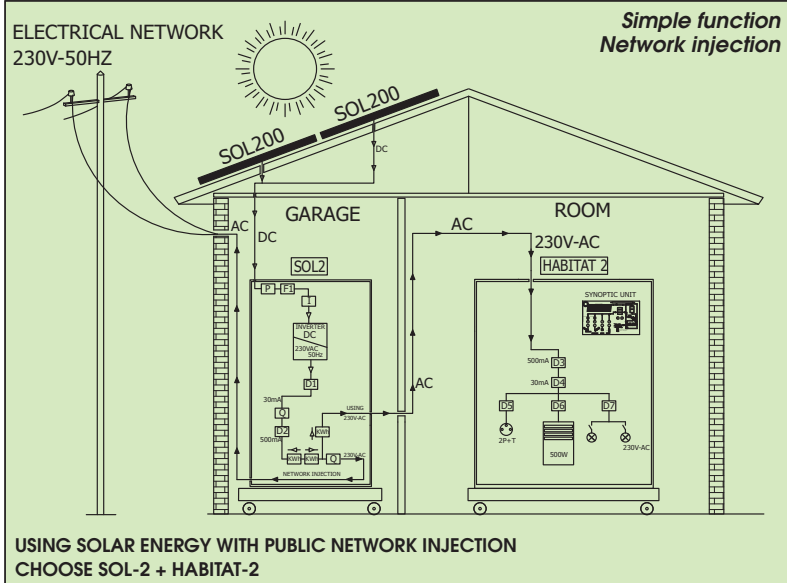 ELECTRICAL NETWORK
230V-50HZ
Simple function
Network injection
SOL200
SOL200
DC
GARAGE
ROOM
AC
DC
AC
230V-AC
SOL2
HABITAT 2
P
F1
I
SYNOPTIC UNIT
INVERTER
DC
230VAC
50Hz
D1
AC
500mA
D3
30mA
D4
30mA
Q
USING
230V-AC
D2
500mA
KWh
KWh
KWh
Q
230V-AC
NETWORK INJECTION
D5
D6
D7
2P+T
500W
230V-AC
USING SOLAR ENERGY WITH PUBLIC NETWORK INJECTION
CHOOSE SOL-2 + HABITAT-2